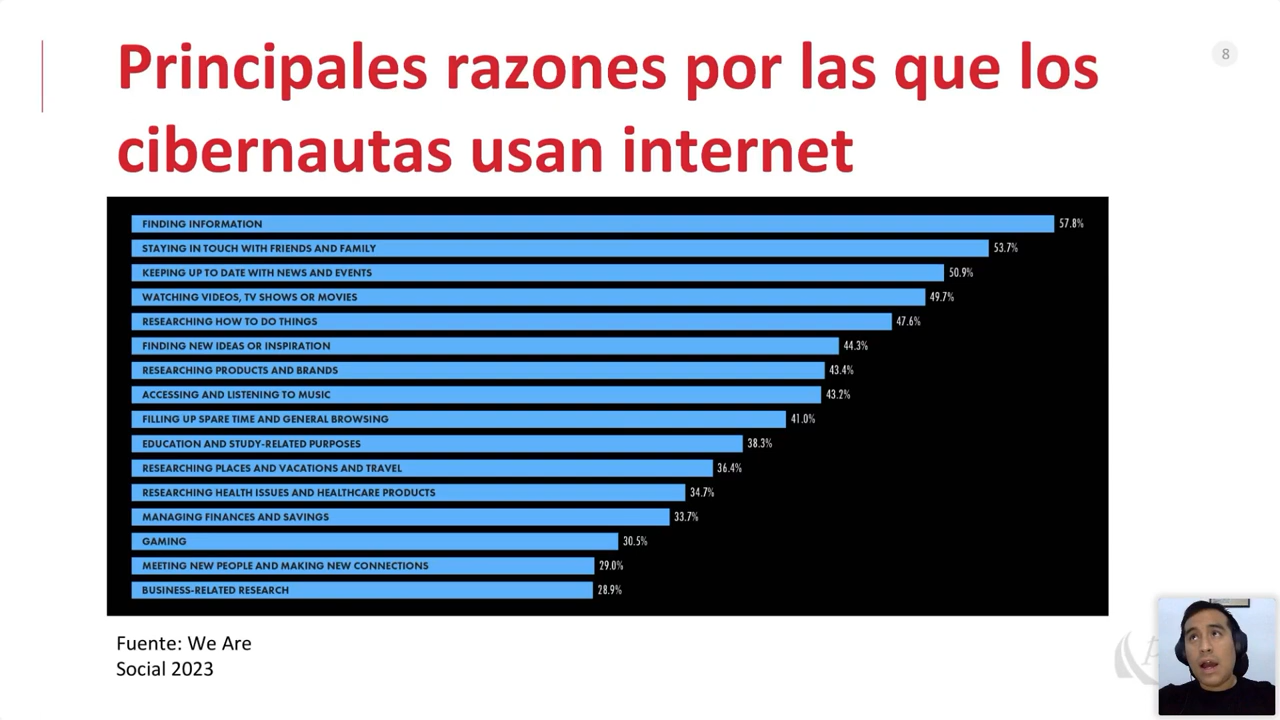 Principales razones por las que los
cibernautas usan internet
8
FINDING INFORMATION 57.8%
STAYING IN TOUCH WITH FRIENDS AND FAMILY 53.7%
KEEPING UP TO DATE WITH NEWS AND EVENTS 50.9%
WATCHING VIDEOS, TV SHOWS OR MOVIES 49.7%
RESEARCHING HOW TO DO THINGS 47.6%
FINDING NEW IDEAS OR INSPIRATION 44.3%
RESEARCHING PRODUCTS AND BRANDS 43.4%
ACCESSING AND LISTENING TO MUSIC 43.2%
FILLING UP SPARE TIME AND GENERAL BROWSING 41.0%
EDUCATION AND STUDY-RELATED PURPOSES 38.3%
RESEARCHING PLACES AND VACATIONS AND TRAVEL 36.4%
RESEARCHING HEALTH ISSUES AND HEALTHCARE PRODUCTS 34.7%
MANAGING FINANCES AND SAVINGS 33.7%
GAMING 30.5%
MEETING NEW PEOPLE AND MAKING NEW CONNECTIONS 29.0%
BUSINESS-RELATED RESEARCH 28.9%
Fuente: We Are
Social 2023